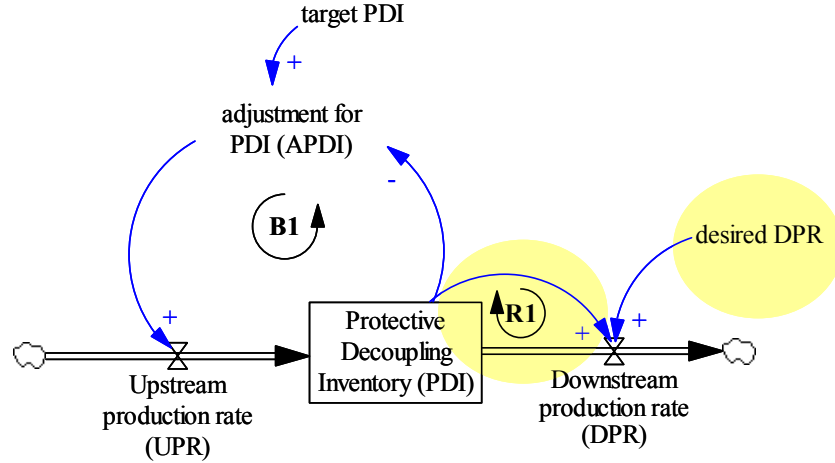 target PDI
+
adjustment for
PDI (APDI)
-
B1
desired DPR
R1
+
+
+
Protective
Decoupling
Inventory (PDI)
Upstream
production rate
(UPR)
Downstream
production rate
(DPR)